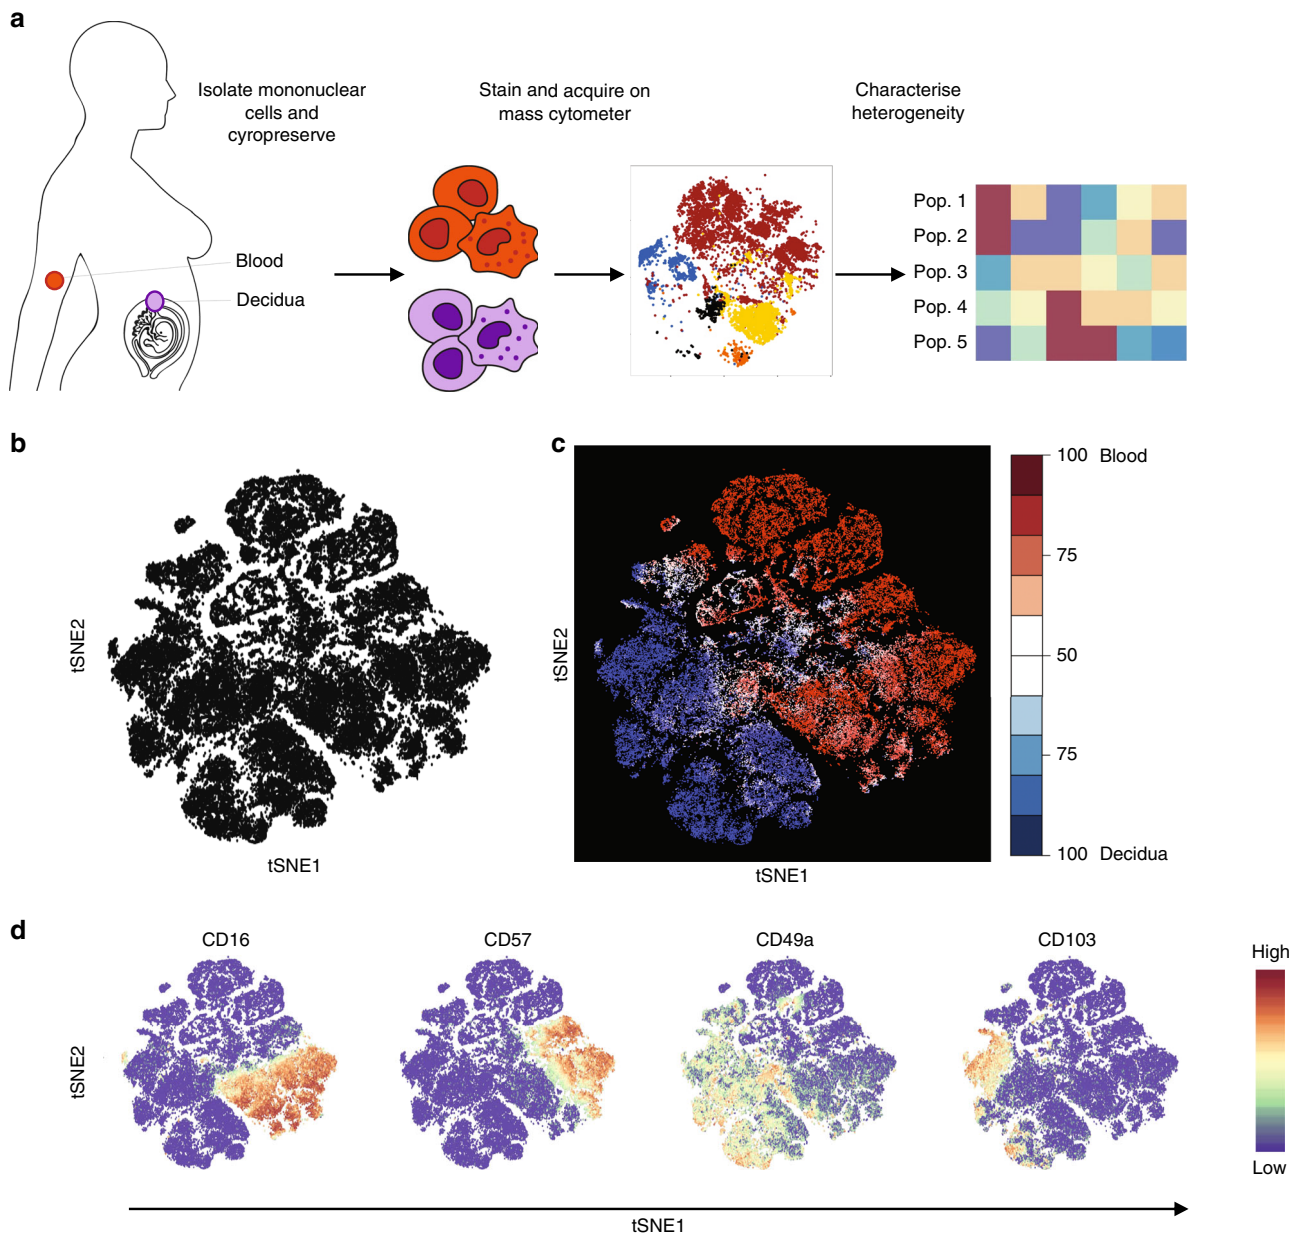 a
Isolate mononuclear
cells and
cyropreserve
Stain and acquire on
mass cytometer
Characterise
heterogeneity
Blood
Decidua
Pop. 1
Pop. 2
Pop. 3
Pop. 4
Pop. 5
b
tSNE2
tSNE1
c
tSNE2
tSNE1
100 Blood
75
50
75
100 Decidua
d
CD16
CD57
CD49a
CD103
tSNE2
tSNE1
High
Low